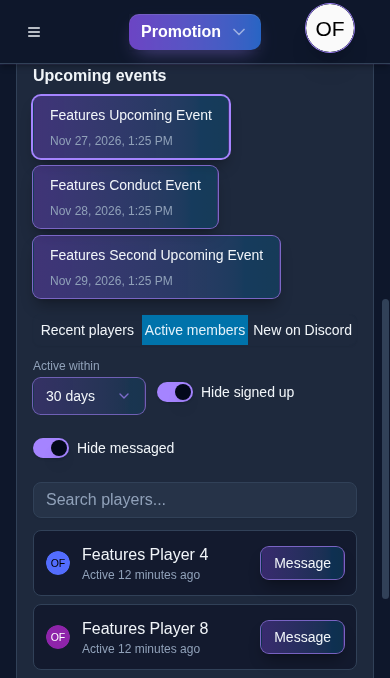 Promotion
OF
Upcoming events
Features Upcoming Event
Nov 27, 2026, 1:25 PM
Features Conduct Event
Nov 28, 2026, 1:25 PM
Features Second Upcoming Event
Nov 29, 2026, 1:25 PM
Recent players Active members New on Discord
Active within
30 days
Hide signed up
Hide messaged
Search players...
OF
Features Player 4
Active 12 minutes ago
Message
OF
Features Player 8
Active 12 minutes ago
Message